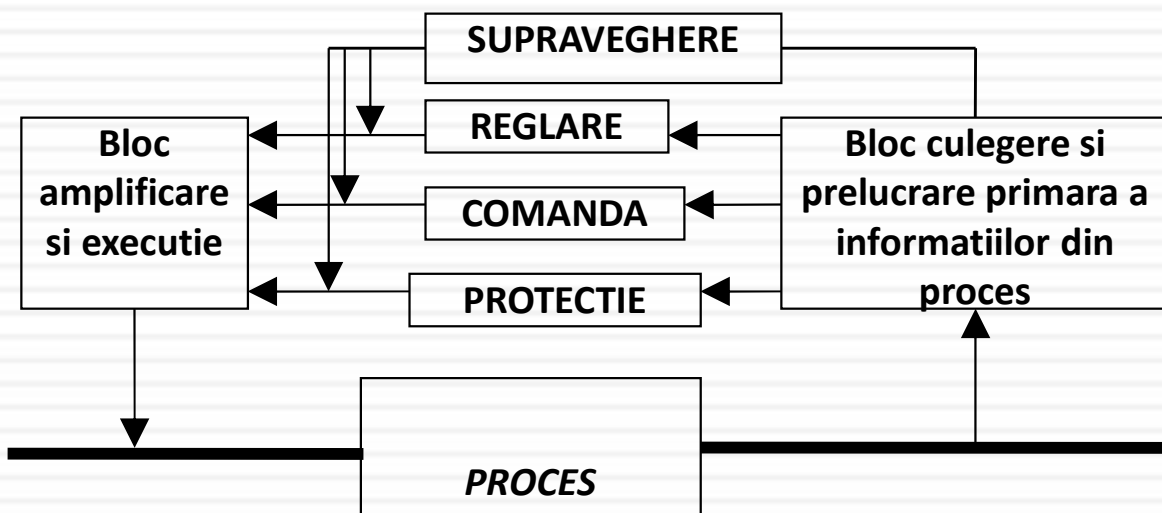 SUPRAVEGHERE
REGLARE
COMANDA
PROTECTIE
Bloc
amplificare
si executie
Bloc culegere si
prelucrare primara a
informatiilor din
proces
PROCES